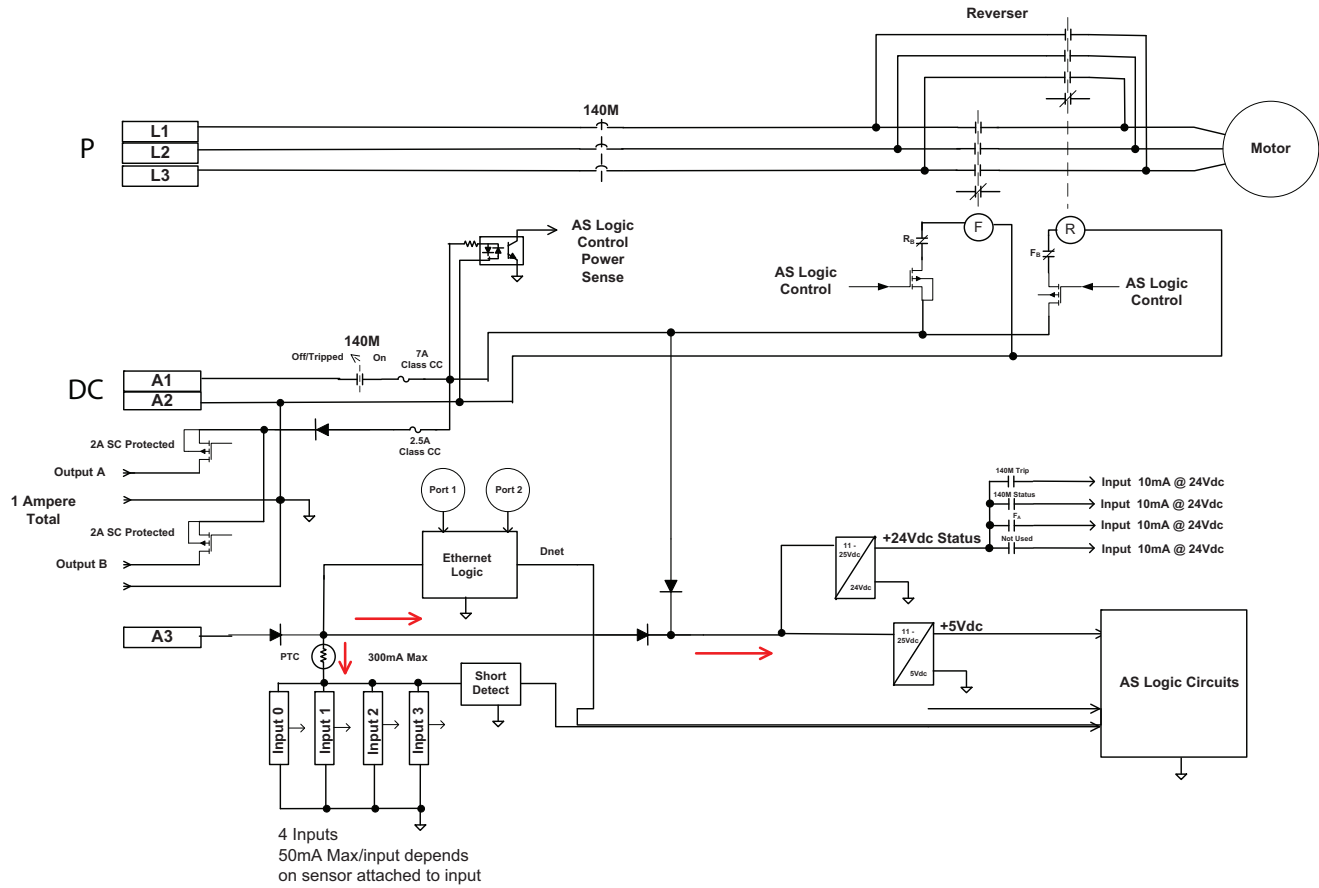 Reverser
140M
P
L1
L2
L3
Motor
AS Logic
Control
Power
Sense
F
R
R_B
F_B
AS Logic
Control
AS Logic
Control
140M
Off/Tripped
On
7A
Class CC
DC
A1
A2
2A SC Protected
2.5A
Class CC
Output A
1 Ampere
Total
2A SC Protected
Output B
Port 1
Port 2
Ethernet
Logic
Dnet
140M Trip
Input 10mA @ 24Vdc
140M Status
Input 10mA @ 24Vdc
F_A
Input 10mA @ 24Vdc
Not Used
Input 10mA @ 24Vdc
+24Vdc Status
11 -
25Vdc
24Vdc
A3
PTC
300mA Max
11 -
25Vdc
5Vdc
+5Vdc
Short
Detect
AS Logic Circuits
Input 0
Input 1
Input 2
Input 3
4 Inputs
50mA Max/input depends
on sensor attached to input